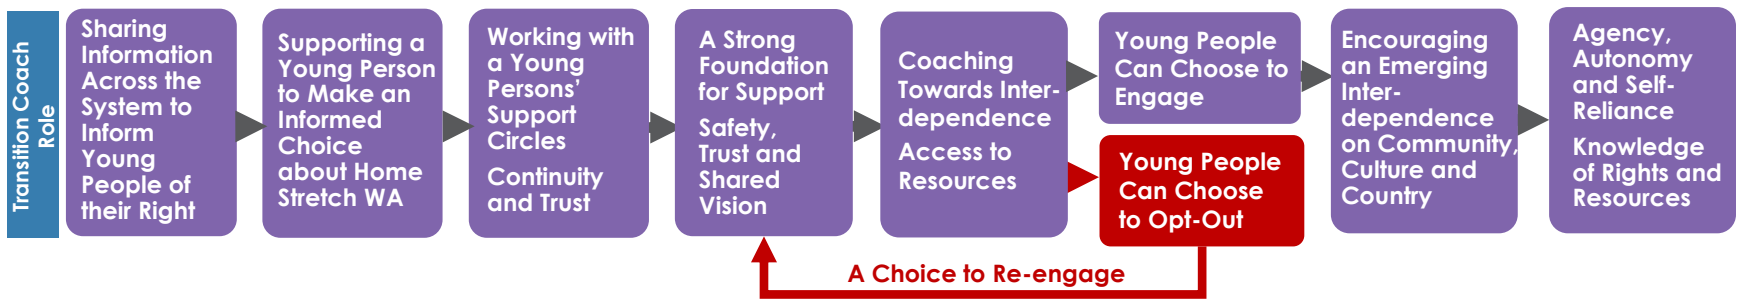 Transition Coach
Role
Sharing
Information
Across the
System to
Inform
Young
People of
their Right
Supporting a
Young Person
to Make an
Informed
Choice
about Home
Stretch WA
Working with
a Young
Persons’
Support
Circles
Continuity
and Trust
A Strong
Foundation
for Support
Safety,
Trust and
Shared
Vision
Coaching
Towards Inter-
dependence
Access to
Resources
Young People
Can Choose to
Engage
Young People
Can Choose
to Opt-Out
A Choice to Re-engage
Encouraging
an Emerging
Inter-
dependence
on Community,
Culture and
Country
Agency,
Autonomy
and Self-
Reliance
Knowledge
of Rights and
Resources